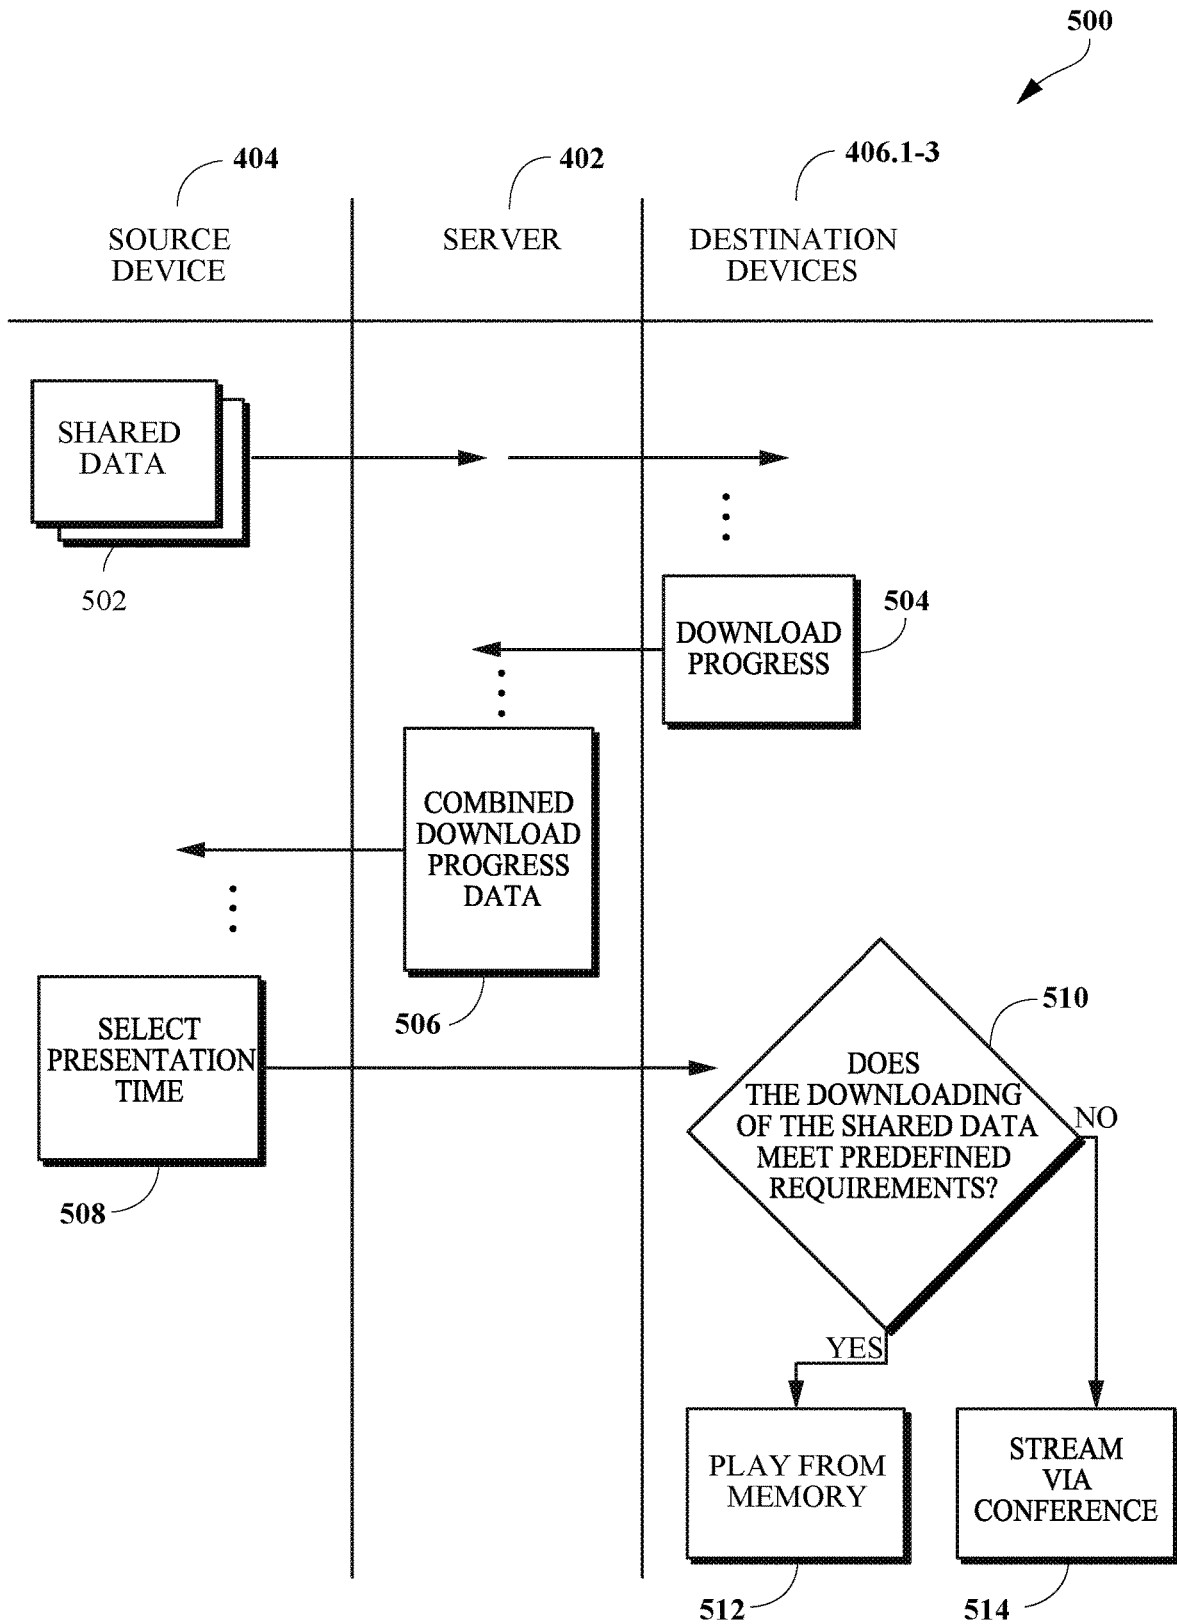 500
404
402
406.1-3
SOURCE
DEVICE
SERVER
DESTINATION
DEVICES
SHARED
DATA
502
504
DOWNLOAD
PROGRESS
COMBINED
DOWNLOAD
PROGRESS
DATA
506
SELECT
PRESENTATION
TIME
508
510
DOES
THE DOWNLOADING
OF THE SHARED DATA
MEET PREDEFINED
REQUIREMENTS?
NO
YES
PLAY FROM
MEMORY
STREAM
VIA
CONFERENCE
512
514